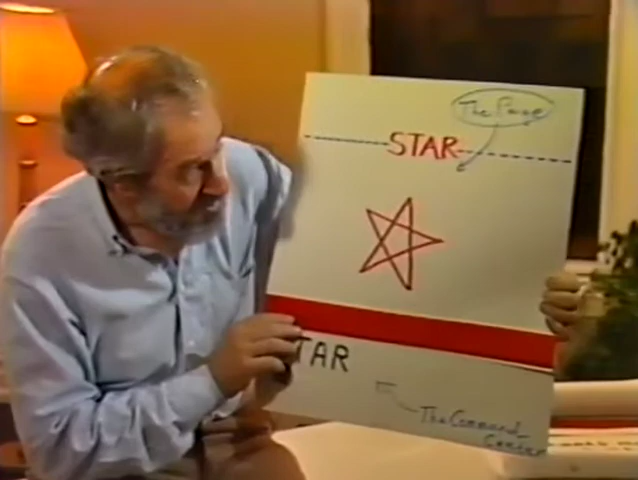 The Page
STAR
TAR
The Command
Center